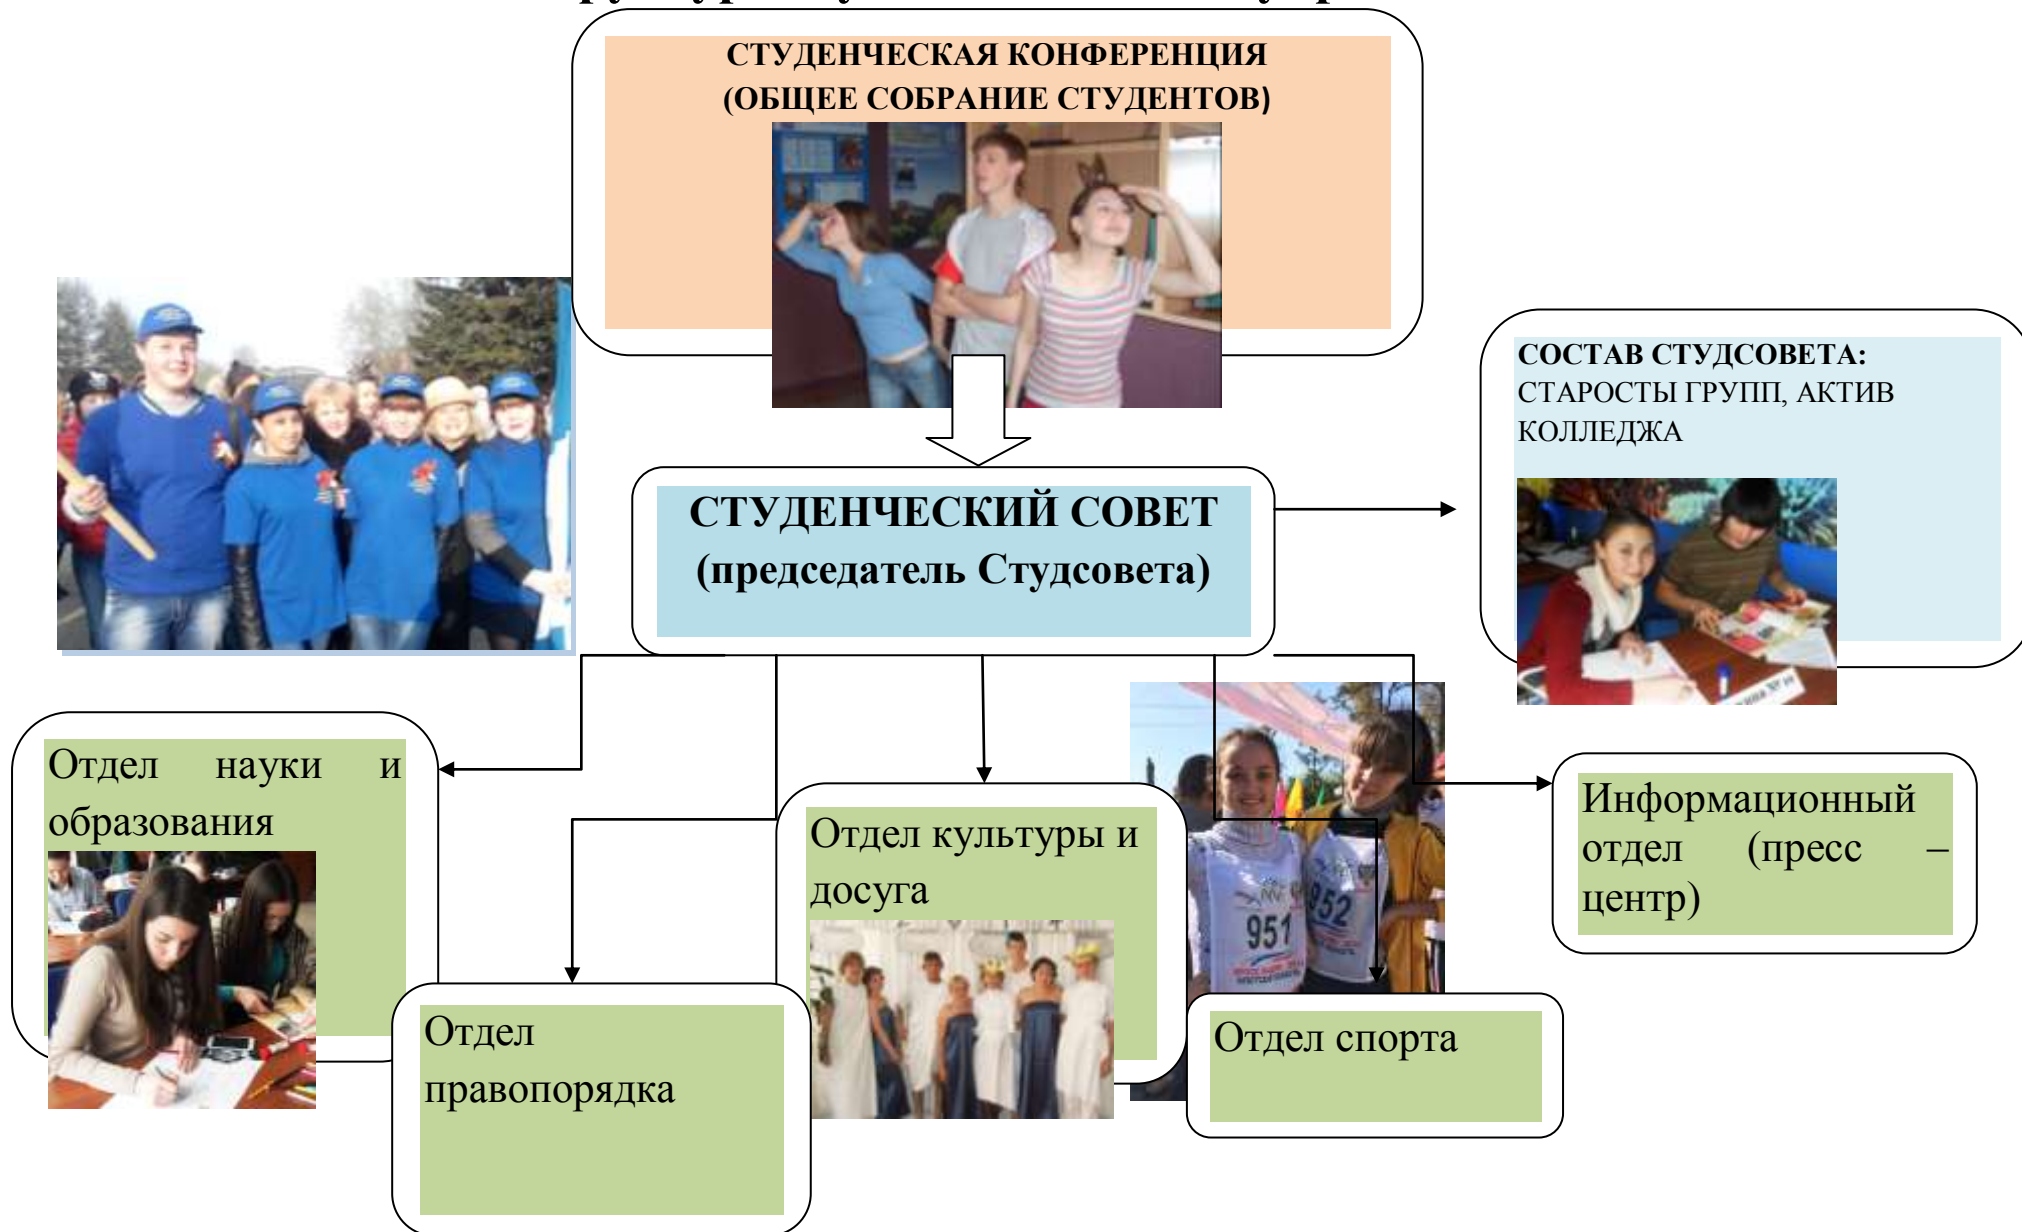 СТУДЕНЧЕСКАЯ КОНФЕРЕНЦИЯ
(ОБЩЕЕ СОБРАНИЕ СТУДЕНТОВ)
СОСТАВ СТУДСОВЕТА:
СТАРОСТЫ ГРУПП, АКТИВ
КОЛЛЕДЖА
СТУДЕНЧЕСКИЙ СОВЕТ
(председатель Студсовета)
Отдел науки и
образования
Отдел
правопорядка
Отдел культуры и
досуга
951
952
Отдел спорта
Информационный
отдел (пресс –
центр)